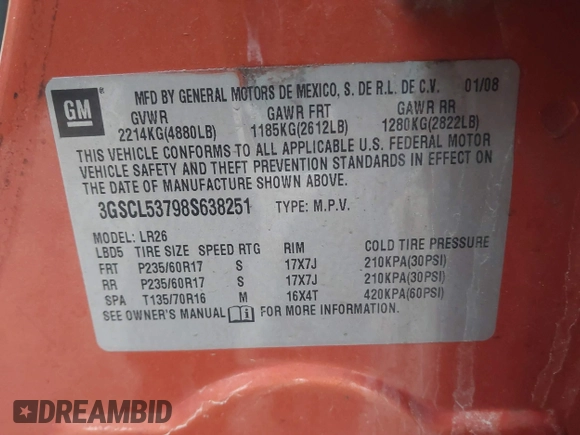 GM
MFD BY GENERAL MOTORS DE MEXICO, S. DE R.L. DE C.V. 01/08
GVWR GAWR FRT GAWR RR
2214KG(4880LB) 1185KG(2612LB) 1280KG(2822LB)
THIS VEHICLE CONFORMS TO ALL APPLICABLE U.S. FEDERAL MOTOR
VEHICLE SAFETY AND THEFT PREVENTION STANDARDS IN EFFECT ON
THE DATE OF MANUFACTURE SHOWN ABOVE.
3GSCL53798S638251 TYPE: M.P.V.
MODEL: LR26
LBD5 TIRE SIZE SPEED RTG RIM COLD TIRE PRESSURE
FRT P235/60R17 S 17X7J 210KPA(30PSI)
RR P235/60R17 S 17X7J 210KPA(30PSI)
SPA T135/70R16 M 16X4T 420KPA(60PSI)
SEE OWNER'S MANUAL i FOR MORE INFORMATION.
DREAMBID